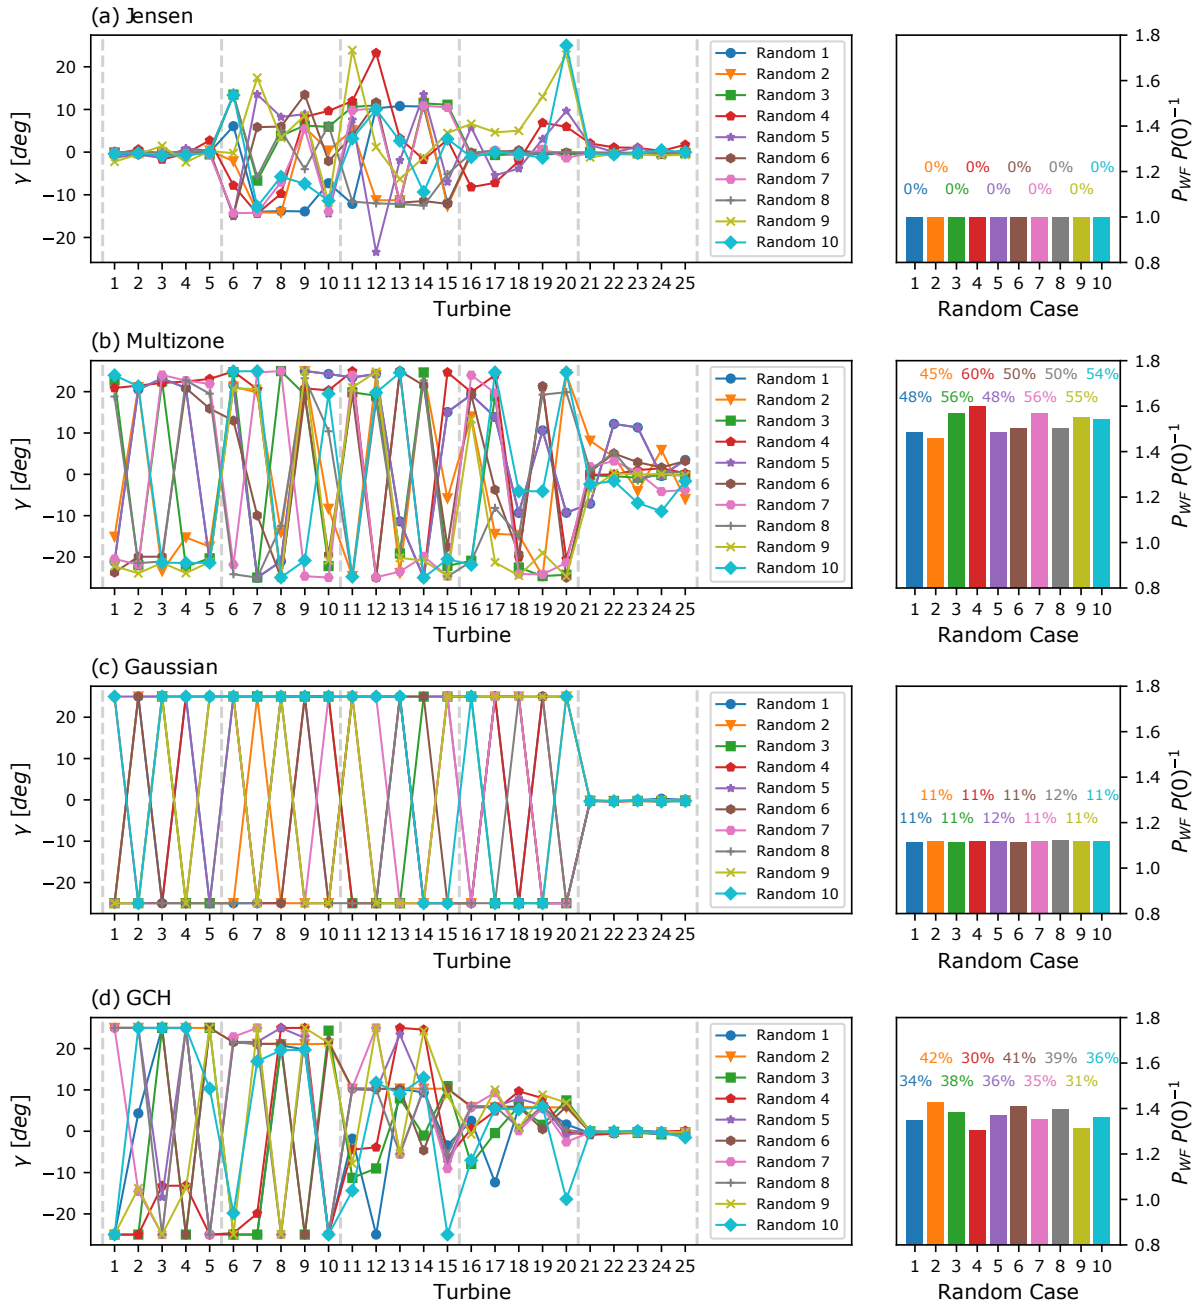 (a) Jensen
γ [deg]
20
10
0
−10
−20
1 2 3 4 5 6 7 8 9 10 11 12 13 14 15 16 17 18 19 20 21 22 23 24 25
Turbine
Random 1
Random 2
Random 3
Random 4
Random 5
Random 6
Random 7
Random 8
Random 9
Random 10
0% 0% 0% 0% 0%
0% 0% 0% 0% 0%
1 2 3 4 5 6 7 8 9 10
Random Case
1.8
1.6
1.4
1.2
1.0
0.8
P_WF P(0)⁻¹
(b) Multizone
γ [deg]
20
10
0
−10
−20
1 2 3 4 5 6 7 8 9 10 11 12 13 14 15 16 17 18 19 20 21 22 23 24 25
Turbine
Random 1
Random 2
Random 3
Random 4
Random 5
Random 6
Random 7
Random 8
Random 9
Random 10
45% 60% 50% 50% 54%
48% 56% 48% 56% 55%
1 2 3 4 5 6 7 8 9 10
Random Case
1.8
1.6
1.4
1.2
1.0
0.8
P_WF P(0)⁻¹
(c) Gaussian
γ [deg]
20
10
0
−10
−20
1 2 3 4 5 6 7 8 9 10 11 12 13 14 15 16 17 18 19 20 21 22 23 24 25
Turbine
Random 1
Random 2
Random 3
Random 4
Random 5
Random 6
Random 7
Random 8
Random 9
Random 10
11% 11% 11% 12% 11%
11% 11% 12% 11% 11%
1 2 3 4 5 6 7 8 9 10
Random Case
1.8
1.6
1.4
1.2
1.0
0.8
P_WF P(0)⁻¹
(d) GCH
γ [deg]
20
10
0
−10
−20
1 2 3 4 5 6 7 8 9 10 11 12 13 14 15 16 17 18 19 20 21 22 23 24 25
Turbine
Random 1
Random 2
Random 3
Random 4
Random 5
Random 6
Random 7
Random 8
Random 9
Random 10
42% 30% 41% 39% 36%
34% 38% 36% 35% 31%
1 2 3 4 5 6 7 8 9 10
Random Case
1.8
1.6
1.4
1.2
1.0
0.8
P_WF P(0)⁻¹